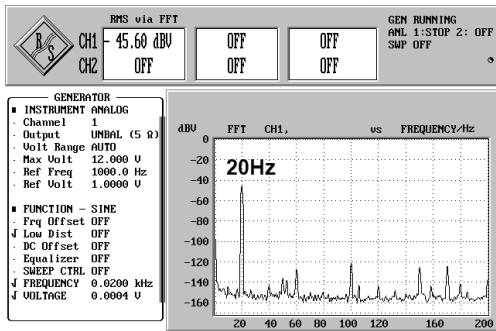 RMS via FFT
R&S
CH1 - 45.60 dBV OFF OFF
CH2 OFF OFF OFF
GEN RUNNING
ANL 1:STOP 2: OFF
SWP OFF
GENERATOR
INSTRUMENT ANALOG
Channel 1
Output UNBAL (5 Ω)
Volt Range AUTO
Max Volt 12.000 V
Ref Freq 1000.0 Hz
Ref Volt 1.0000 V
FUNCTION - SINE
Frq Offset OFF
Low Dist OFF
DC Offset OFF
Equalizer OFF
SWEEP CTRL OFF
FREQUENCY 0.0200 kHz
VOLTAGE 0.0004 V
dBV FFT CH1, vs FREQUENCY/Hz
0
-20
20Hz
-40
-60
-80
-100
-120
-140
-160
20 40 60 80 100 120 160 200